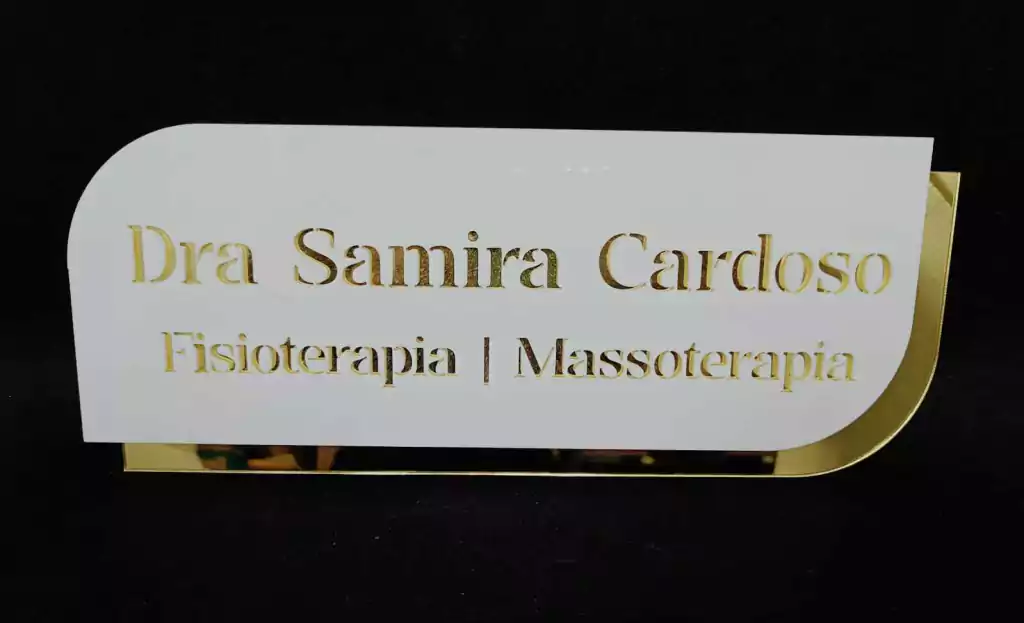 Dra Samira Cardoso
Fisioterapia | Massoterapia